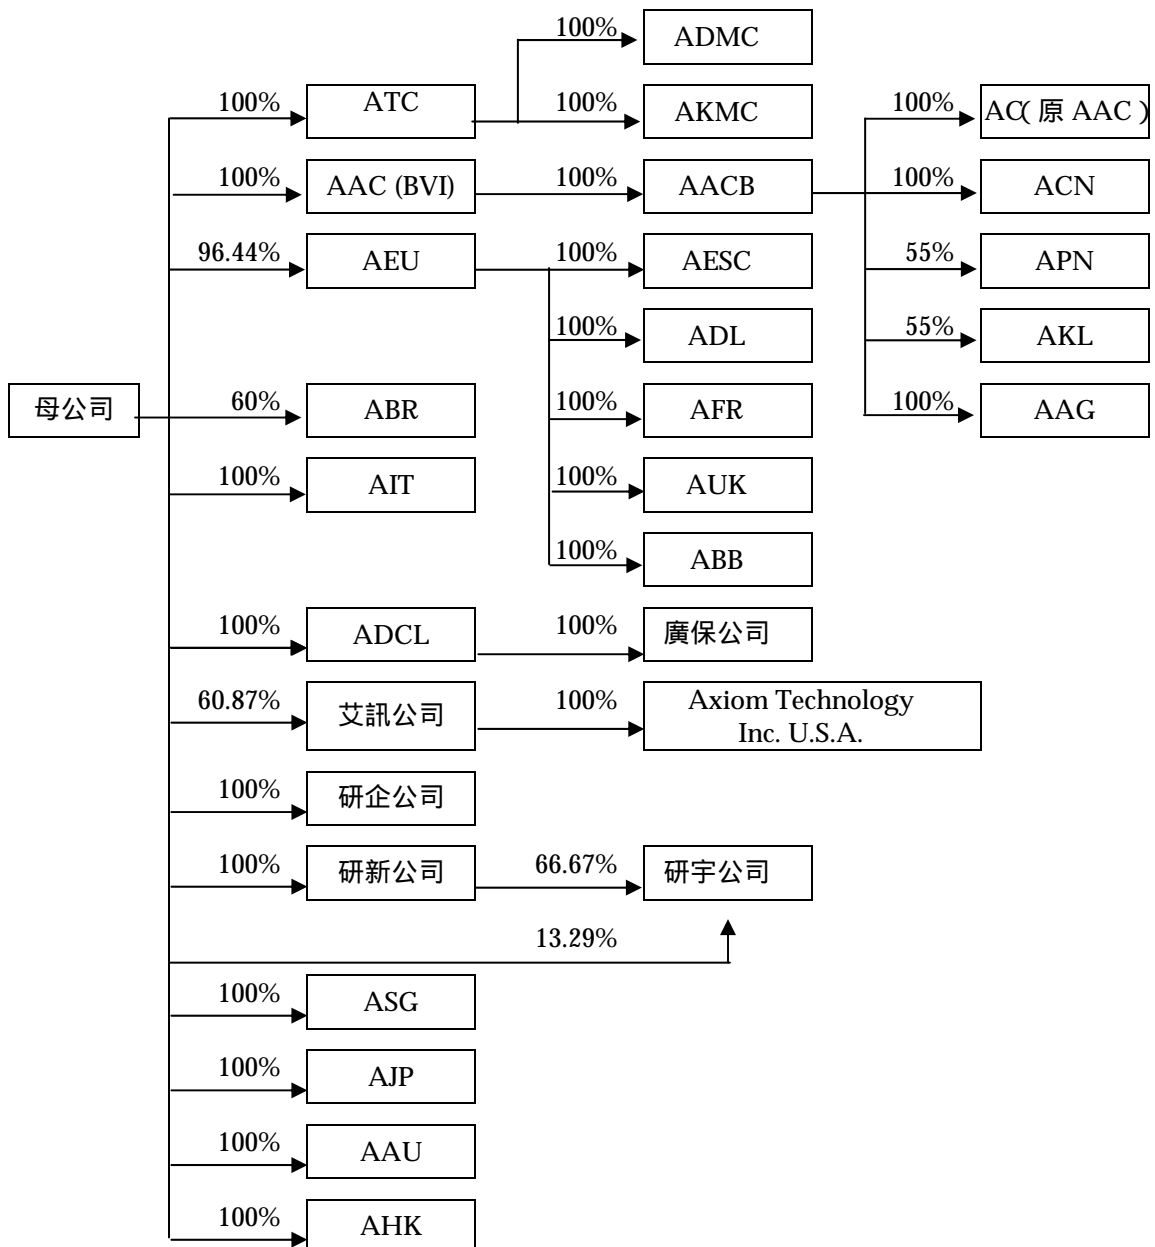 100% ADMC
100% ATC 100% AKMC 100% AC( 原 AAC )
100% AAC (BVI) 100% AACB 100% ACN
96.44% AEU 100% AESC 55% APN
100% ADL 55% AKL
母公司 60% ABR 100% AFR 100% AAG
100% AIT 100% AUK
100% ABB
100% ADCL 100% 廣保公司
60.87% 艾訊公司 100% Axiom Technology
Inc. U.S.A.
100% 研企公司
100% 研新公司 66.67% 研宇公司
13.29%
100% ASG
100% AJP
100% AAU
100% AHK